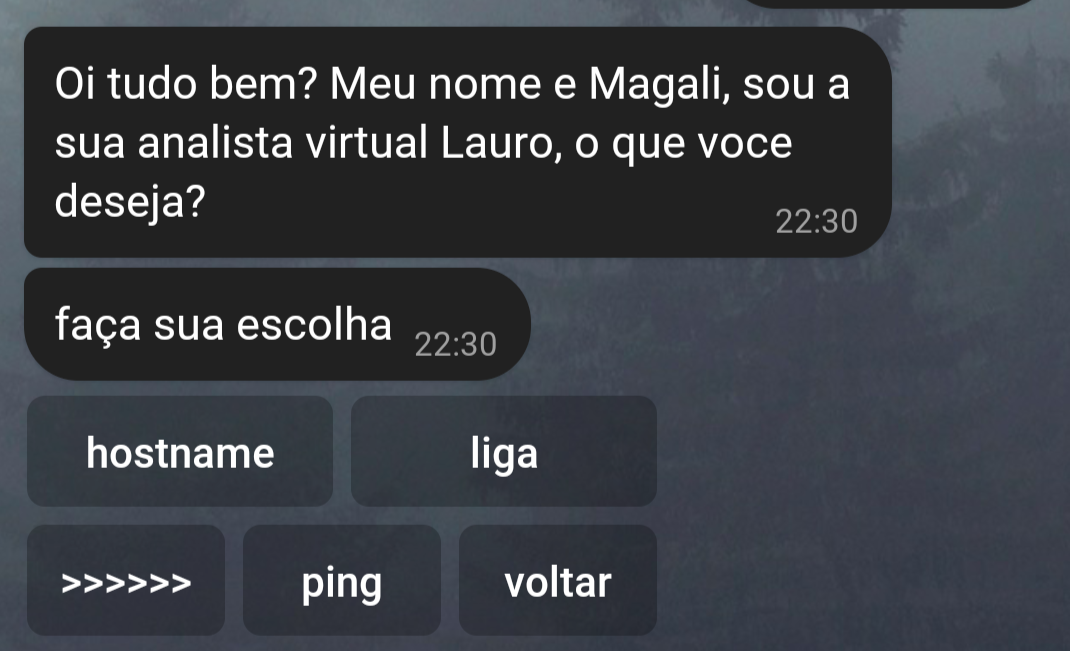 Oi tudo bem? Meu nome e Magali, sou a
sua analista virtual Lauro, o que voce
deseja?
22:30
faça sua escolha 22:30
hostname liga
>>>>>> ping voltar